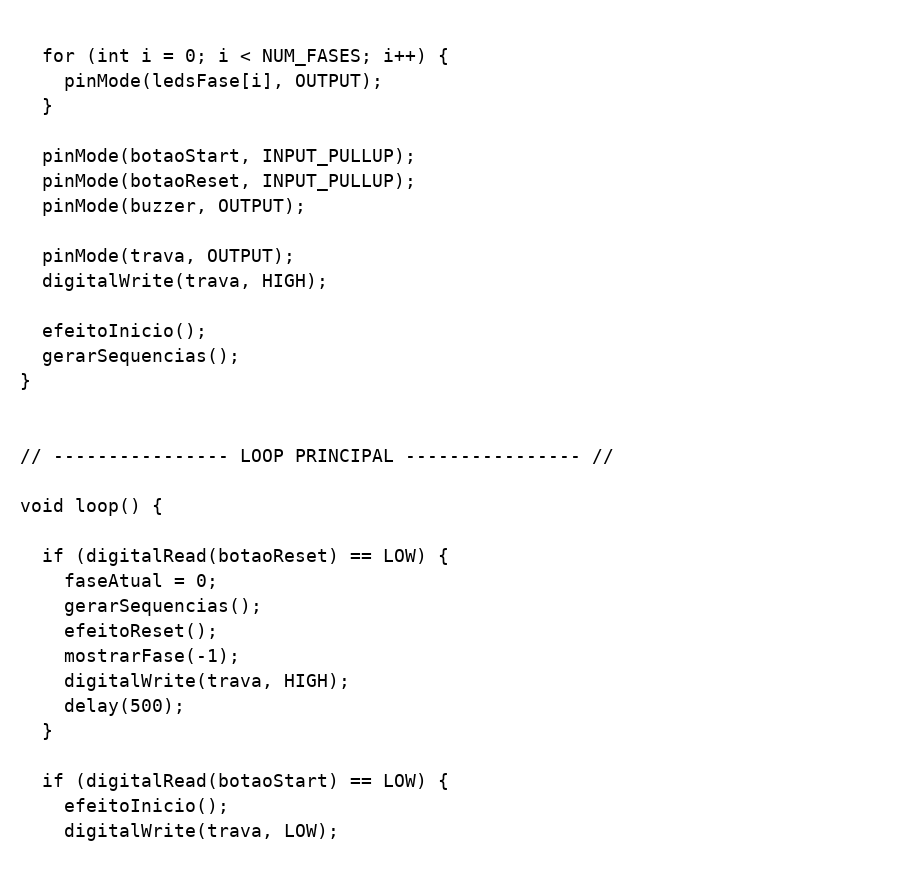 for (int i = 0; i < NUM_FASES; i++) {
    pinMode(ledsFase[i], OUTPUT);
  }

  pinMode(botaoStart, INPUT_PULLUP);
  pinMode(botaoReset, INPUT_PULLUP);
  pinMode(buzzer, OUTPUT);

  pinMode(trava, OUTPUT);
  digitalWrite(trava, HIGH);

  efeitoInicio();
  gerarSequencias();
}


// ---------------- LOOP PRINCIPAL ---------------- //

void loop() {

  if (digitalRead(botaoReset) == LOW) {
    faseAtual = 0;
    gerarSequencias();
    efeitoReset();
    mostrarFase(-1);
    digitalWrite(trava, HIGH);
    delay(500);
  }

  if (digitalRead(botaoStart) == LOW) {
    efeitoInicio();
    digitalWrite(trava, LOW);